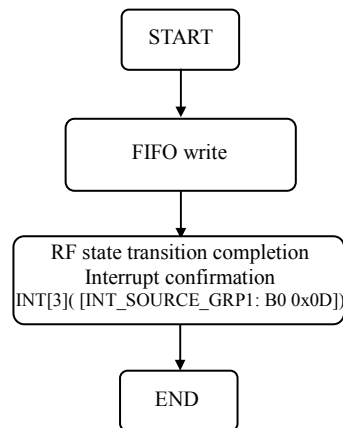 START
FIFO write
RF state transition completion
Interrupt confirmation
INT[3]( [INT_SOURCE_GRP1: B0 0x0D])
END